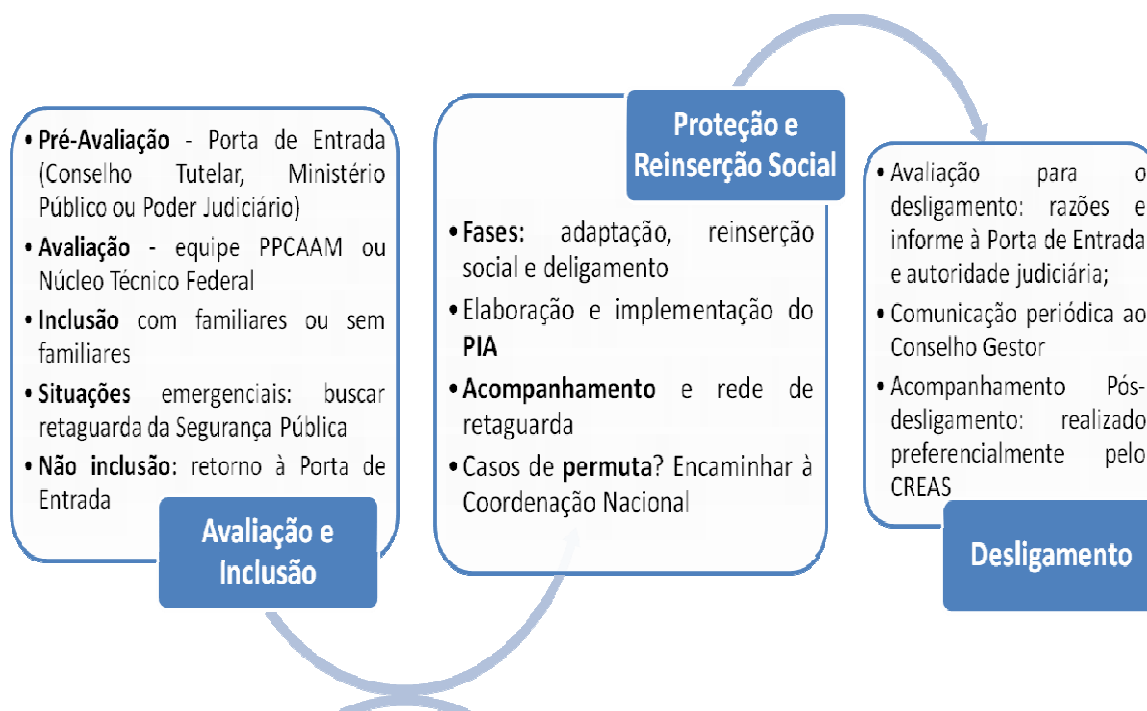 • Pré-Avaliação - Porta de Entrada
(Conselho Tutelar, Ministério
Público ou Poder Judiciário)
• Avaliação - equipe PPCAAM ou
Núcleo Técnico Federal
• Inclusão com familiares ou sem
familiares
• Situações emergenciais: buscar
retaguarda da Segurança Pública
• Não inclusão: retorno à Porta de
Entrada
Avaliação e
Inclusão
Proteção e
Reinserção Social
• Fases: adaptação, reinserção
social e deligamento
• Elaboração e implementação do
PIA
• Acompanhamento e rede de
retaguarda
• Casos de permuta? Encaminhar à
Coordenação Nacional
• Avaliação para o
desligamento: razões e
informe à Porta de Entrada
e autoridade judiciária;
• Comunicação periódica ao
Conselho Gestor
• Acompanhamento Pós-
desligamento: realizado
preferencialmente pelo
CREAS
Desligamento